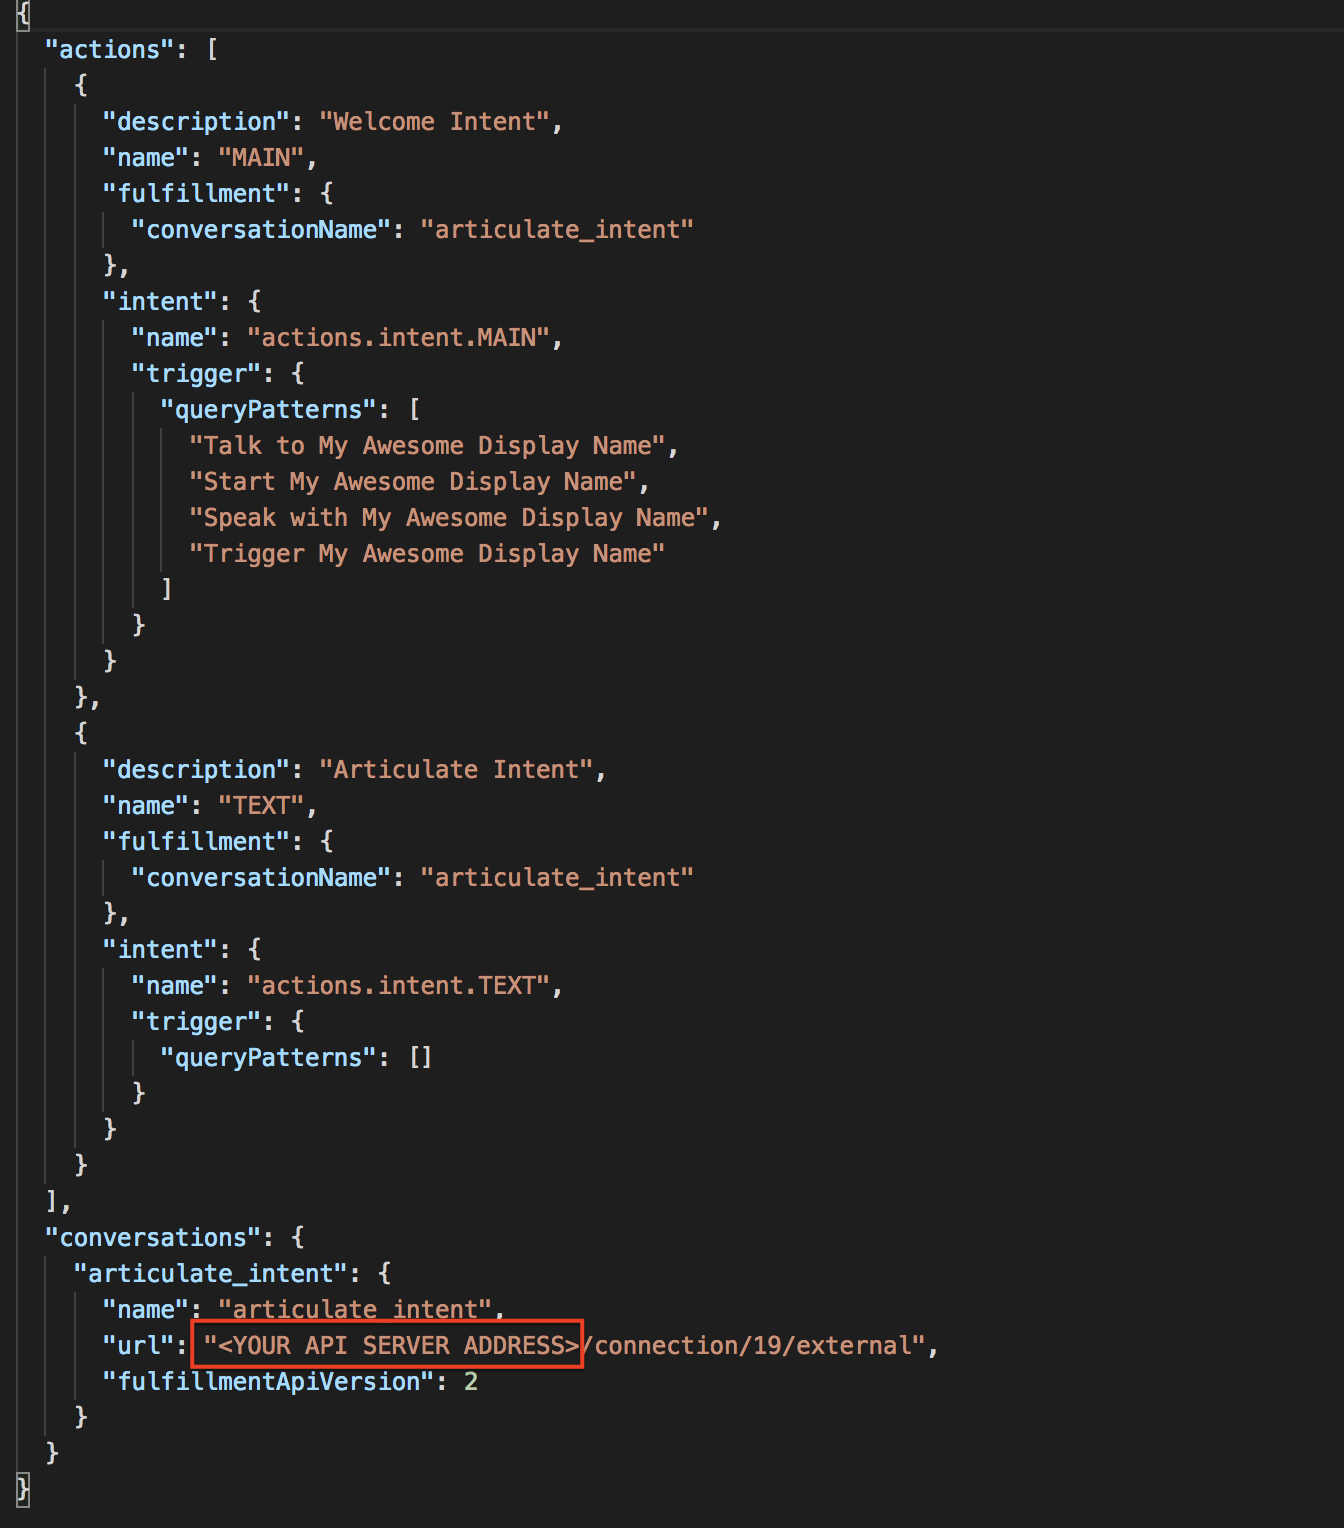 {
  "actions": [
    {
      "description": "Welcome Intent",
      "name": "MAIN",
      "fulfillment": {
        "conversationName": "articulate_intent"
      },
      "intent": {
        "name": "actions.intent.MAIN",
        "trigger": {
          "queryPatterns": [
            "Talk to My Awesome Display Name",
            "Start My Awesome Display Name",
            "Speak with My Awesome Display Name",
            "Trigger My Awesome Display Name"
          ]
        }
      }
    },
    {
      "description": "Articulate Intent",
      "name": "TEXT",
      "fulfillment": {
        "conversationName": "articulate_intent"
      },
      "intent": {
        "name": "actions.intent.TEXT",
        "trigger": {
          "queryPatterns": []
        }
      }
    }
  ],
  "conversations": {
    "articulate_intent": {
      "name": "articulate_intent",
      "url": "<YOUR API SERVER ADDRESS>/connection/19/external",
      "fulfillmentApiVersion": 2
    }
  }
}